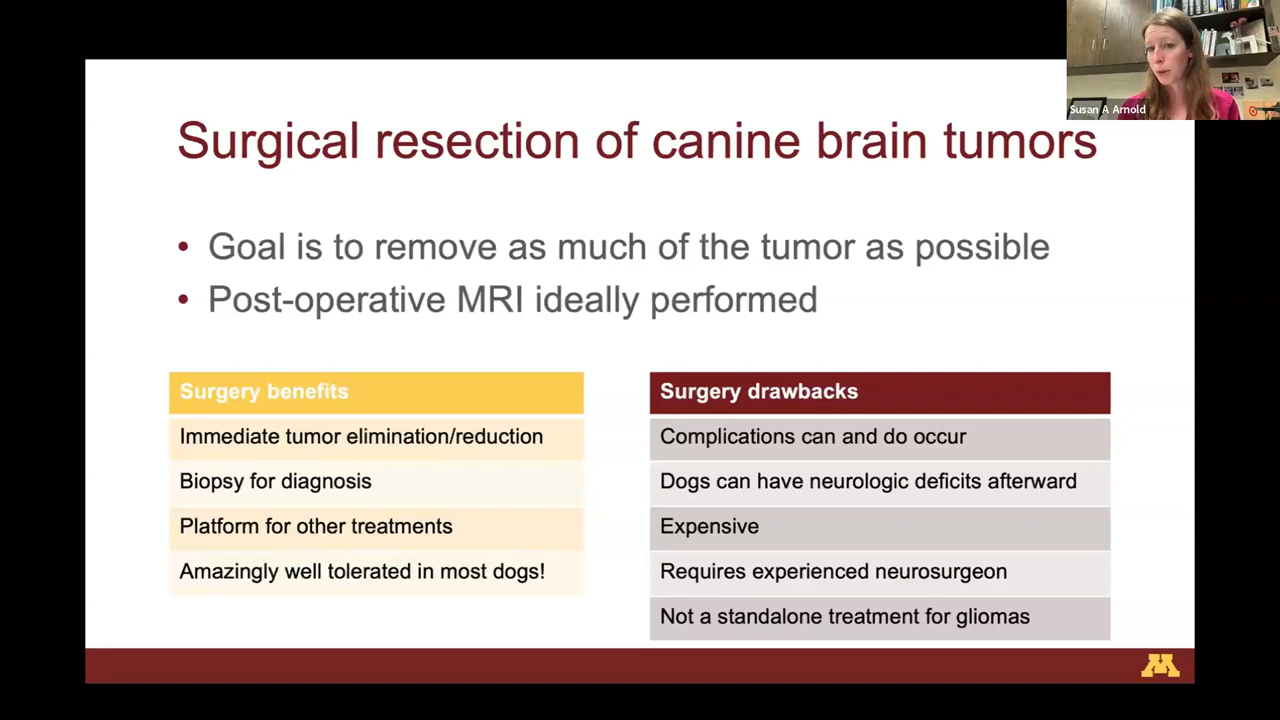 Susan A Arnold
Surgical resection of canine brain tumors
• Goal is to remove as much of the tumor as possible
• Post-operative MRI ideally performed
Surgery benefits
Immediate tumor elimination/reduction
Biopsy for diagnosis
Platform for other treatments
Amazingly well tolerated in most dogs!
Surgery drawbacks
Complications can and do occur
Dogs can have neurologic deficits afterward
Expensive
Requires experienced neurosurgeon
Not a standalone treatment for gliomas
M